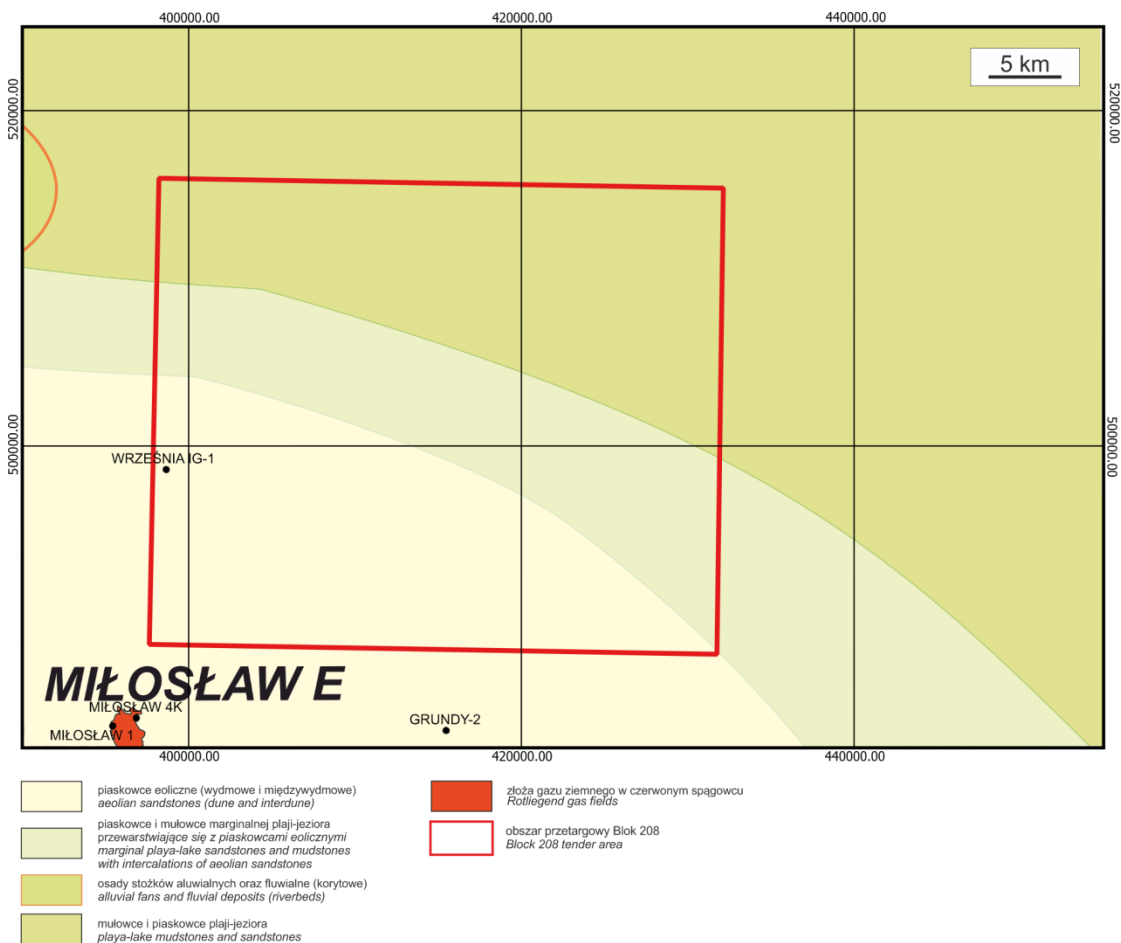 400000.00
420000.00
440000.00
5 km
520000.00
520000.00
500000.00
500000.00
WRZEŚNIA IG-1
MIŁOSŁAW E
MIŁOSŁAW 4K
MIŁOSŁAW 1
GRUNDY-2
400000.00
420000.00
440000.00
piaskowce eoliczne (wydmowe i międzywydmowe)
aeolian sandstones (dune and interdune)
piaskowce i mułowce marginalnej plaji-jeziora
przewarstwiające się z piaskowcami eolicznymi
marginal playa-lake sandstones and mudstones
with intercalations of aeolian sandstones
osady stożków aluwialnych oraz fluwialne (korytowe)
alluvial fans and fluvial deposits (riverbeds)
mułowce i piaskowce plaji-jeziora
playa-lake mudstones and sandstones
złoża gazu ziemnego w czerwonym spągowcu
Rotliegend gas fields
obszar przetargowy Blok 208
Block 208 tender area